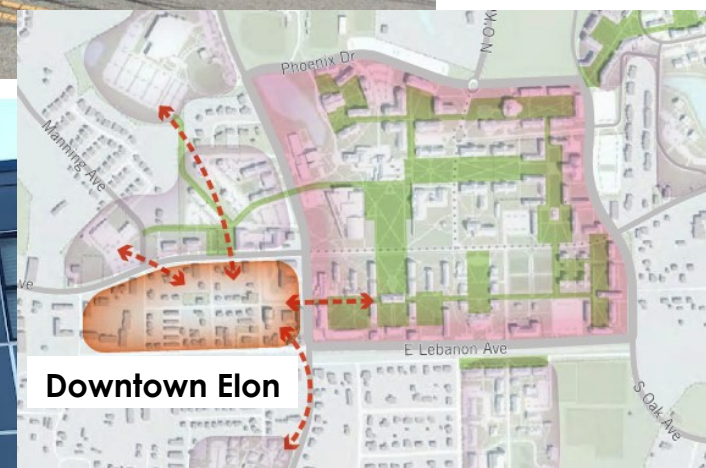 Phoenix Dr
N O'K
Manning Ave
ve
E Lebanon Ave
Downtown Elon
S Oak Ave